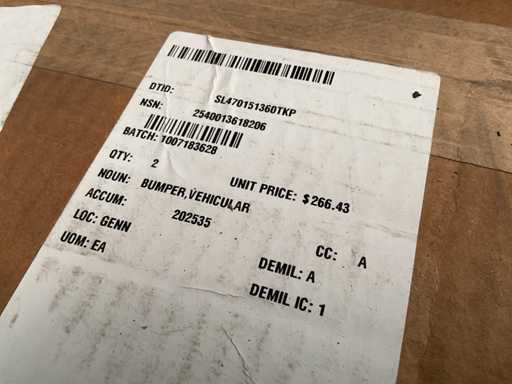 DTID: SL470151360TKP
NSN: 2540013618206
BATCH: 1007183628
QTY: 2 UNIT PRICE: $266.43
NOUN: BUMPER,VEHICULAR
ACCUM: 202535
LOC: GENN CC: A
UOM: EA DEMIL: A
DEMIL IC: 1